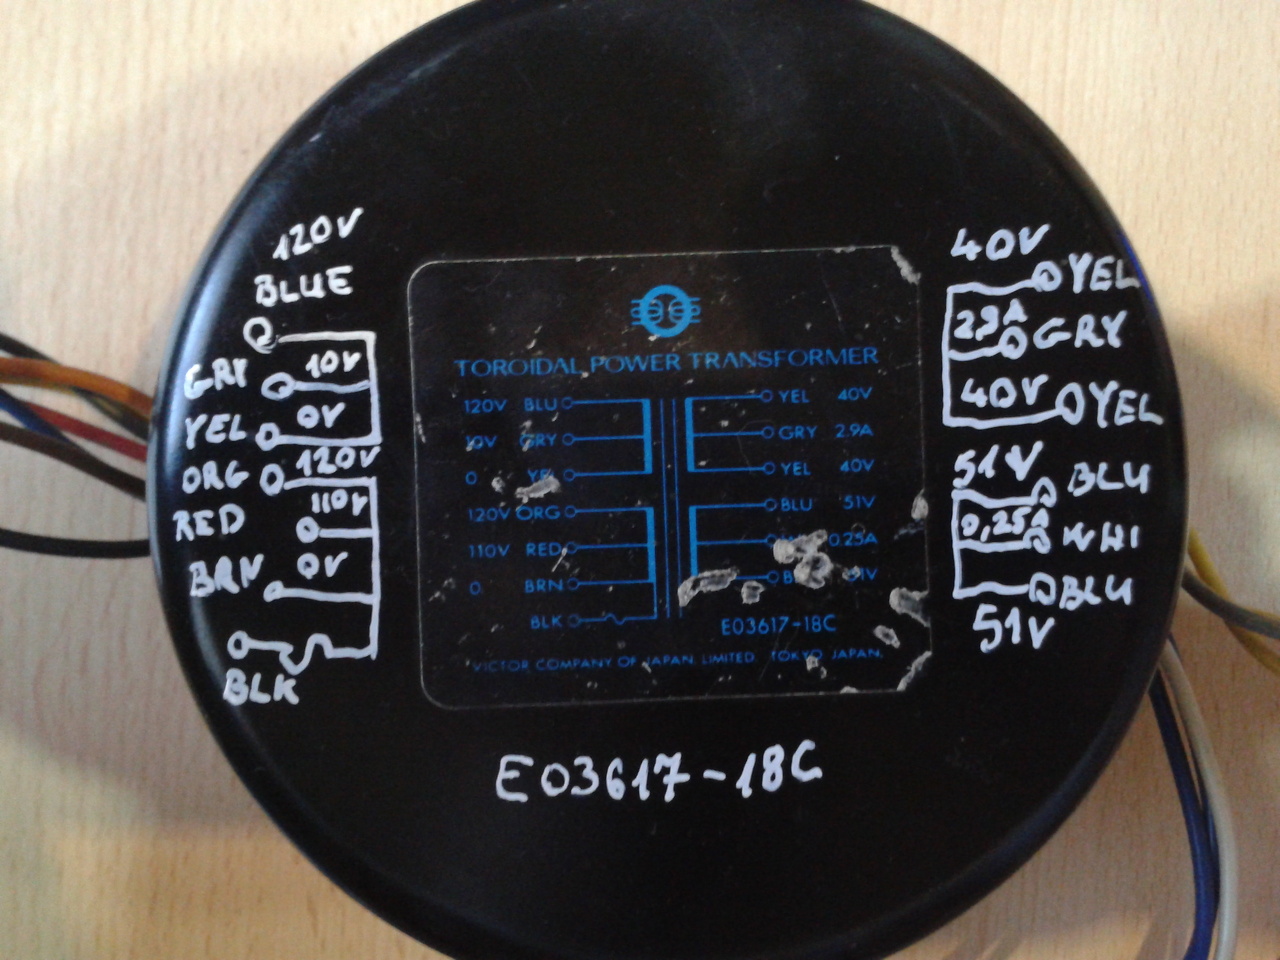 120V
BLUE
GRY 10V
YEL 0V
ORG 120V
RED 110V
BRN 0V
BLK
TOROIDAL POWER TRANSFORMER
120V BLU YEL 40V
10V GRY GRY 2.9A
0 YEL 40V
120V ORG BLU 51V
110V RED 0.25A
0 BRN
BLK E03617-18C
VICTOR COMPANY OF JAPAN. LIMITED TOKYO JAPAN.
40V
YEL
2,9A GRY
40V YEL
51V BLU
0,25A WHI
BLU
51V
E03617-18C